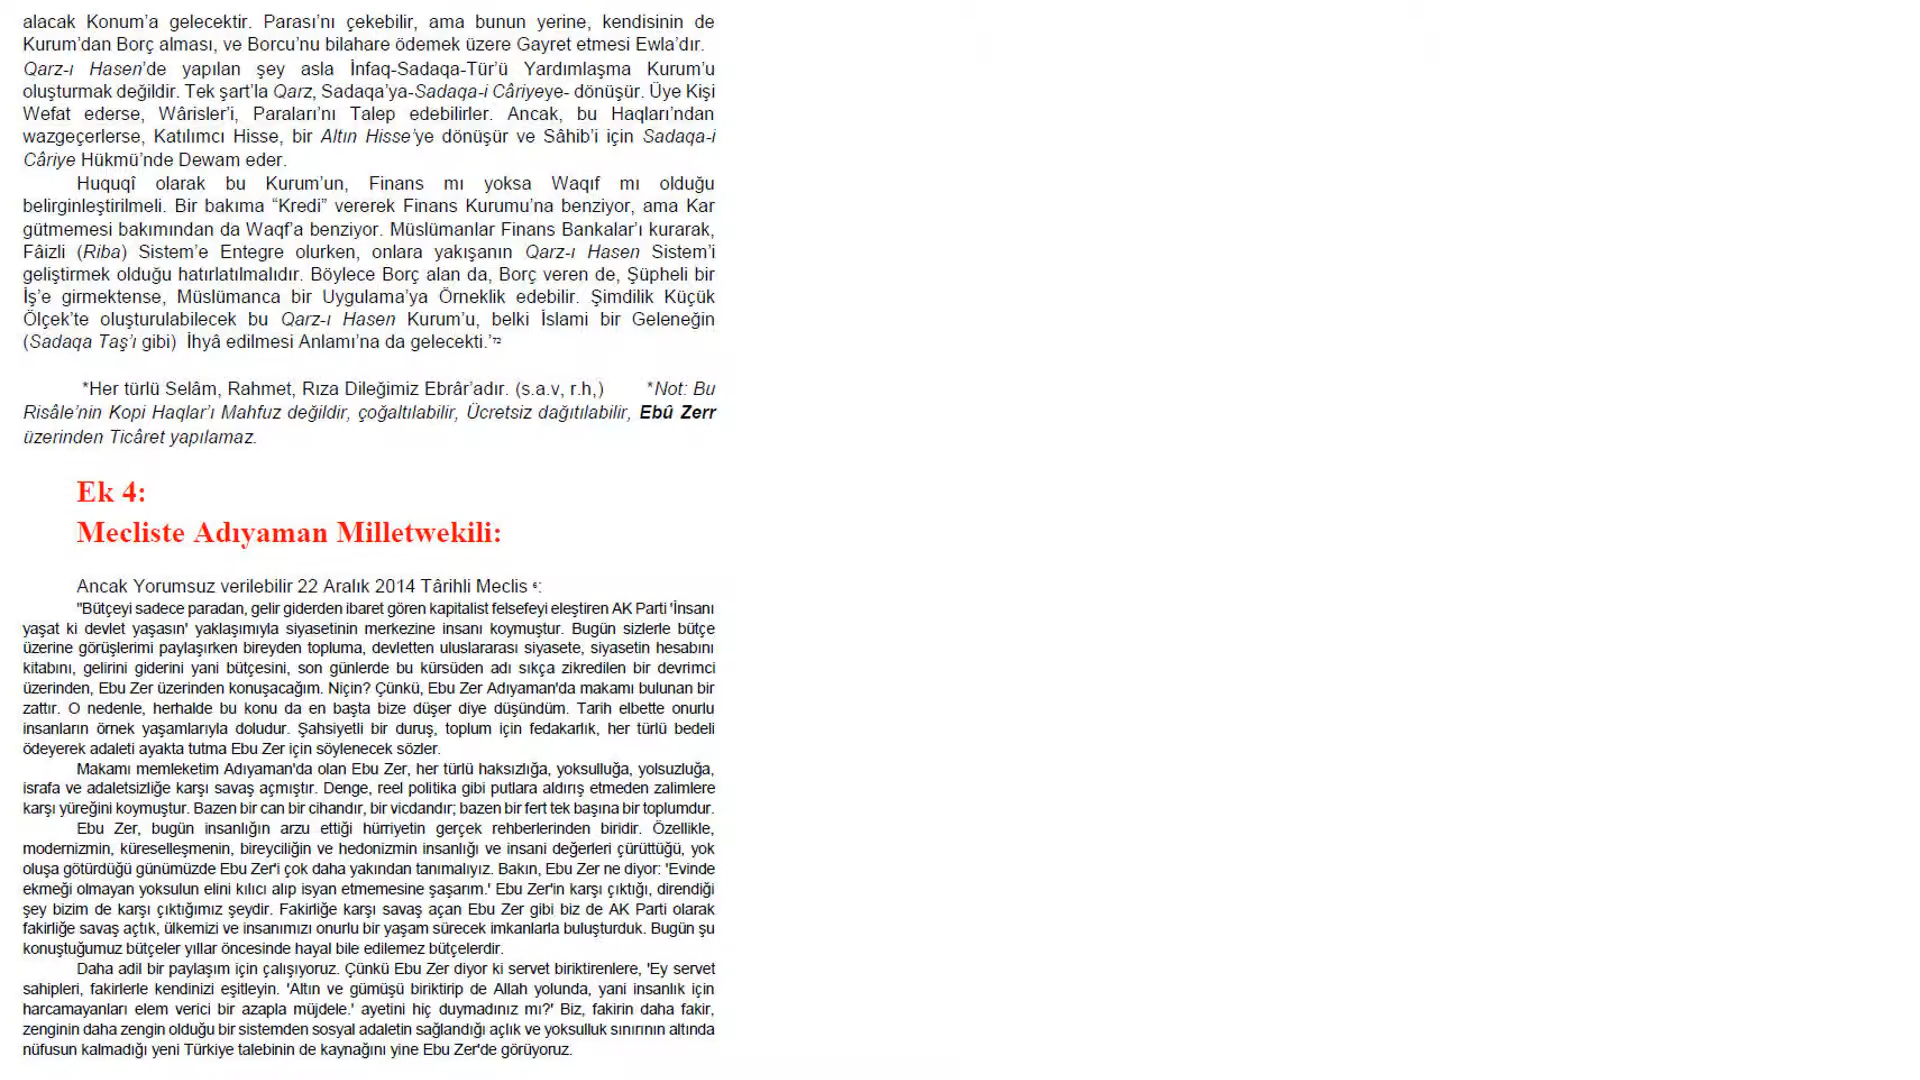 alacak Konum’a gelecektir. Parası’nı çekebilir, ama bunun yerine, kendisinin de
Kurum’dan Borç alması, ve Borcu’nu bilahare ödemek üzere Gayret etmesi Ewla’dır.
Qarz-ı Hasen’de yapılan şey asla İnfaq-Sadaqa-Tür’ü Yardımlaşma Kurum’u
oluşturmak değildir. Tek şart’la Qarz, Sadaqa’ya-Sadaqa-i Câriyeye- dönüşür. Üye Kişi
Wefat ederse, Wârisler’i, Paraları’nı Talep edebilirler. Ancak, bu Haqları’ndan
wazgeçerlerse, Katılımcı Hisse, bir Altın Hisse’ye dönüşür ve Sâhib’i için Sadaqa-i
Câriye Hükmü’nde Dewam eder.
Huquqî olarak bu Kurum’un, Finans mı yoksa Waqıf mı olduğu
belirginleştirilmeli. Bir bakıma “Kredi” vererek Finans Kurumu’na benziyor, ama Kar
gütmemesi bakımından da Waqf’a benziyor. Müslümanlar Finans Bankalar’ı kurarak,
Fâizli (Riba) Sistem’e Entegre olurken, onlara yakışanın Qarz-ı Hasen Sistem’i
geliştirmek olduğu hatırlatılmalıdır. Böylece Borç alan da, Borç veren de, Şüpheli bir
İş’e girmektense, Müslümanca bir Uygulama’ya Örneklik edebilir. Şimdilik Küçük
Ölçek’te oluşturulabilecek bu Qarz-ı Hasen Kurum’u, belki İslami bir Geleneğin
(Sadaqa Taş’ı gibi) İhyâ edilmesi Anlamı’na da gelecekti.’72
*Her türlü Selâm, Rahmet, Rıza Dileğimiz Ebrâr’adır. (s.a.v, r.h,) *Not: Bu
Risâle’nin Kopi Haqlar’ı Mahfuz değildir, çoğaltılabilir, Ücretsiz dağıtılabilir, Ebû Zerr
üzerinden Ticâret yapılamaz.
Ek 4:
Mecliste Adıyaman Milletwekili:
Ancak Yorumsuz verilebilir 22 Aralık 2014 Târihli Meclis 6:
"Bütçeyi sadece paradan, gelir giderden ibaret gören kapitalist felsefeyi eleştiren AK Parti 'İnsanı
yaşat ki devlet yaşasın' yaklaşımıyla siyasetinin merkezine insanı koymuştur. Bugün sizlerle bütçe
üzerine görüşlerimi paylaşırken bireyden topluma, devletten uluslararası siyasete, siyasetin hesabını
kitabını, gelirini giderini yani bütçesini, son günlerde bu kürsüden adı sıkça zikredilen bir devrimci
üzerinden, Ebu Zer üzerinden konuşacağım. Niçin? Çünkü, Ebu Zer Adıyaman'da makamı bulunan bir
zattır. O nedenle, herhalde bu konu da en başta bize düşer diye düşündüm. Tarih elbette onurlu
insanların örnek yaşamlarıyla doludur. Şahsiyetli bir duruş, toplum için fedakarlık, her türlü bedeli
ödeyerek adaleti ayakta tutma Ebu Zer için söylenecek sözler.
Makamı memleketim Adıyaman'da olan Ebu Zer, her türlü haksızlığa, yoksulluğa, yolsuzluğa,
israfa ve adaletsizliğe karşı savaş açmıştır. Denge, reel politika gibi putlara aldırış etmeden zalimlere
karşı yüreğini koymuştur. Bazen bir can bir cihandır, bir vicdandır; bazen bir fert tek başına bir toplumdur.
Ebu Zer, bugün insanlığın arzu ettiği hürriyetin gerçek rehberlerinden biridir. Özellikle,
modernizmin, küreselleşmenin, bireyciliğin ve hedonizmin insanlığı ve insani değerleri çürüttüğü, yok
oluşa götürdüğü günümüzde Ebu Zer'i çok daha yakından tanımalıyız. Bakın, Ebu Zer ne diyor: 'Evinde
ekmeği olmayan yoksulun elini kılıcı alıp isyan etmemesine şaşarım.' Ebu Zer'in karşı çıktığı, direndiği
şey bizim de karşı çıktığımız şeydir. Fakirliğe karşı savaş açan Ebu Zer gibi biz de AK Parti olarak
fakirliğe savaş açtık, ülkemizi ve insanımızı onurlu bir yaşam sürecek imkanlarla buluşturduk. Bugün şu
konuştuğumuz bütçeler yıllar öncesinde hayal bile edilemez bütçelerdir.
Daha adil bir paylaşım için çalışıyoruz. Çünkü Ebu Zer diyor ki servet biriktirenlere, 'Ey servet
sahipleri, fakirlerle kendinizi eşitleyin. 'Altın ve gümüşü biriktirip de Allah yolunda, yani insanlık için
harcamayanları elem verici bir azapla müjdele.' ayetini hiç duymadınız mı?' Biz, fakirin daha fakir,
zenginin daha zengin olduğu bir sistemden sosyal adaletin sağlandığı açlık ve yoksulluk sınırının altında
nüfusun kalmadığı yeni Türkiye talebinin de kaynağını yine Ebu Zer'de görüyoruz.